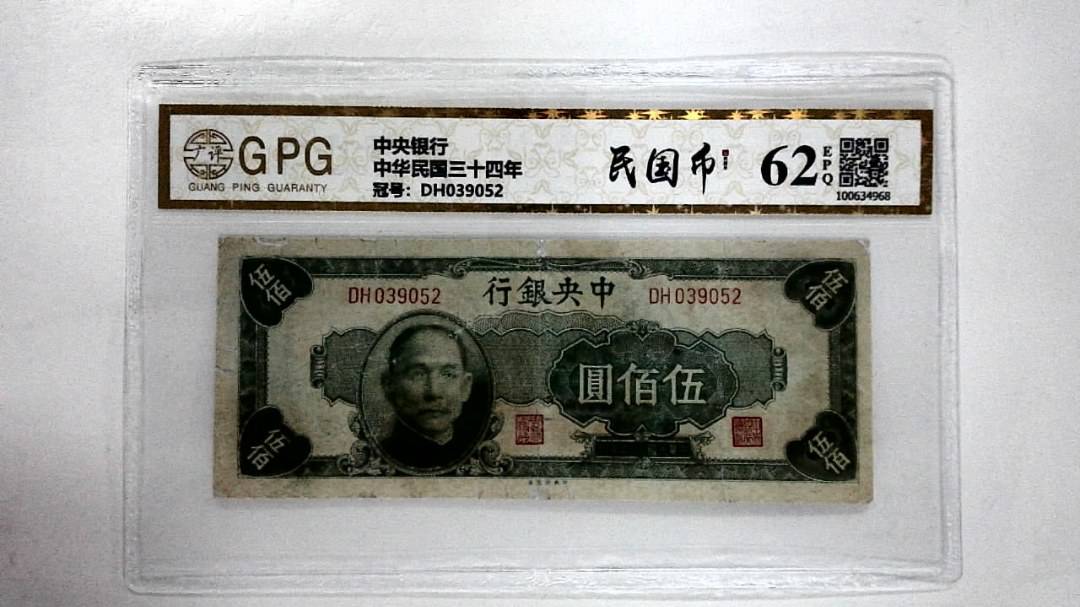 GPG
GUANG PING GUARANTY
中央银行
中华民国三十四年
冠号：DH039052
民国币
62
EPQ
100634968
伍佰
伍佰
DH039052
行銀央中
DH039052
圓佰伍
伍佰
伍佰